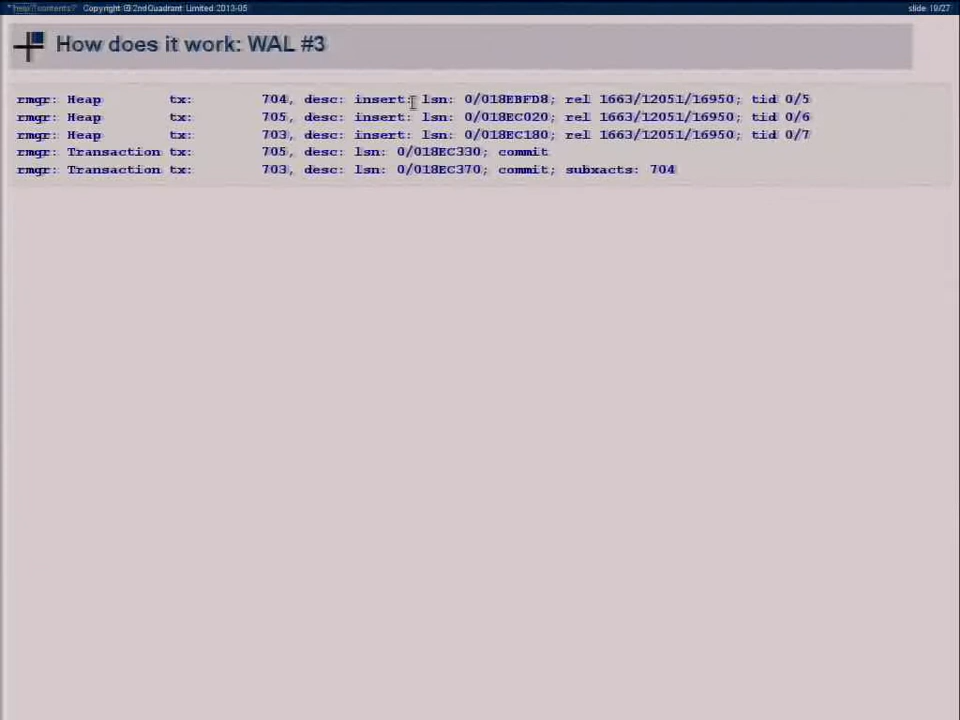 Copyright © 2ndQuadrant Limited 2013-05
slide 19/27
How does it work: WAL #3
rmgr: Heap tx: 704, desc: insert: lsn: 0/018EBFD8; rel 1663/12051/16950; tid 0/5
rmgr: Heap tx: 705, desc: insert: lsn: 0/018EC020; rel 1663/12051/16950; tid 0/6
rmgr: Heap tx: 703, desc: insert: lsn: 0/018EC180; rel 1663/12051/16950; tid 0/7
rmgr: Transaction tx: 705, desc: lsn: 0/018EC330; commit
rmgr: Transaction tx: 703, desc: lsn: 0/018EC370; commit; subxacts: 704